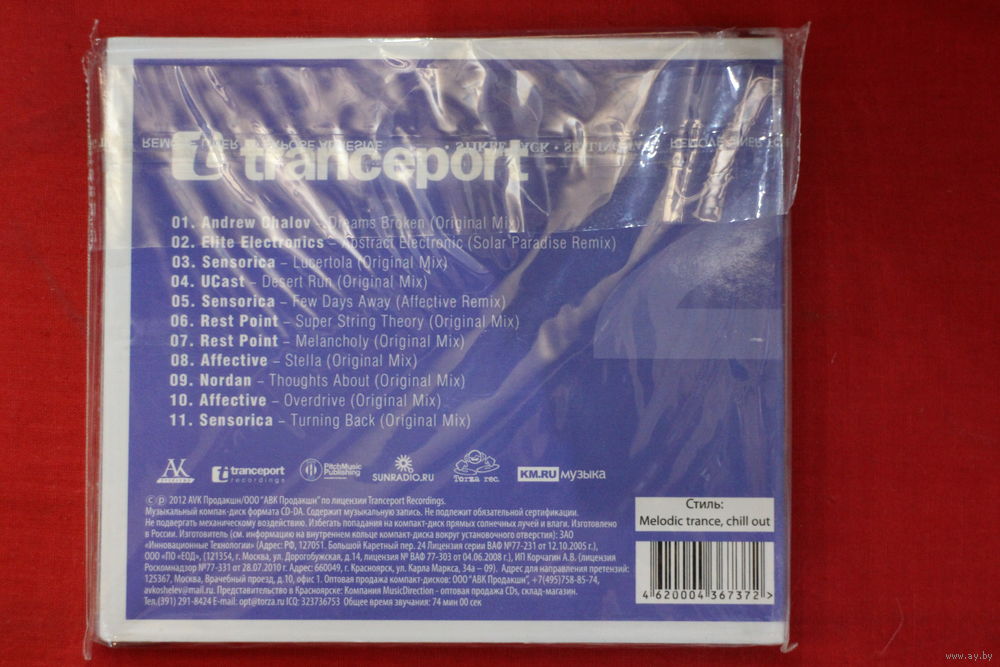 tranceport
01. Andrew Chalov – Dreams Broken (Original Mix)
02. Elite Electronics – Abstract Electronic (Solar Paradise Remix)
03. Sensorica – Lucertola (Original Mix)
04. UCast – Desert Run (Original Mix)
05. Sensorica – Few Days Away (Affective Remix)
06. Rest Point – Super String Theory (Original Mix)
07. Rest Point – Melancholy (Original Mix)
08. Affective – Stella (Original Mix)
09. Nordan – Thoughts About (Original Mix)
10. Affective – Overdrive (Original Mix)
11. Sensorica – Turning Back (Original Mix)
AK
tranceport
recordings
PitchMusic
Publishing
SUNRADIO.RU
Torza rec.
KM.RU музыка
© ℗ 2012 AVK Продакшн/ООО "АВК Продакшн" по лицензии Tranceport Recordings.
Музыкальный компак-диск формата CD-DA. Содержит музыкальную запись. Не подлежит обязательной сертификации.
Не подвергать механическому воздействию. Избегать попадания на компакт-диск прямых солнечных лучей и влаги. Изготовлено
в России. Изготовитель (см. информацию на внутреннем кольце компакт-диска вокруг установочного отверстия): ЗАО
«Инновационные Технологии» (Адрес: РФ, 127051. Большой Каретный пер. 24 Лицензия серии ВАФ №77-231 от 12.10.2005 г.),
ООО «ПО «ЕОД», (121354, г. Москва, ул. Дорогобужская, д.14, лицензия № ВАФ 77-303 от 04.06.2008 г.), ИП Корчагин А.В. (лицензия
Роскомнадзор №77-331 от 28.07.2010 г. Адрес: 660049, г. Красноярск, ул. Карла Маркса, 34а – 09). Адрес для направления претензий:
125367, Москва, Врачебный проезд, д.10, офис 1. Оптовая продажа компакт-дисков: ООО "АВК Продакшн", +7(495)758-85-74,
avkoshelev@mail.ru. Представительство в Красноярске: Компания MusicDirection - оптовая продажа CDs, склад-магазин.
Тел.(391) 291-8424 E-mail: opt@torza.ru ICQ: 323736753 Общее время звучания: 74 мин 00 сек
Стиль:
Melodic trance, chill out
4 620004 367372 >
www.ay.by